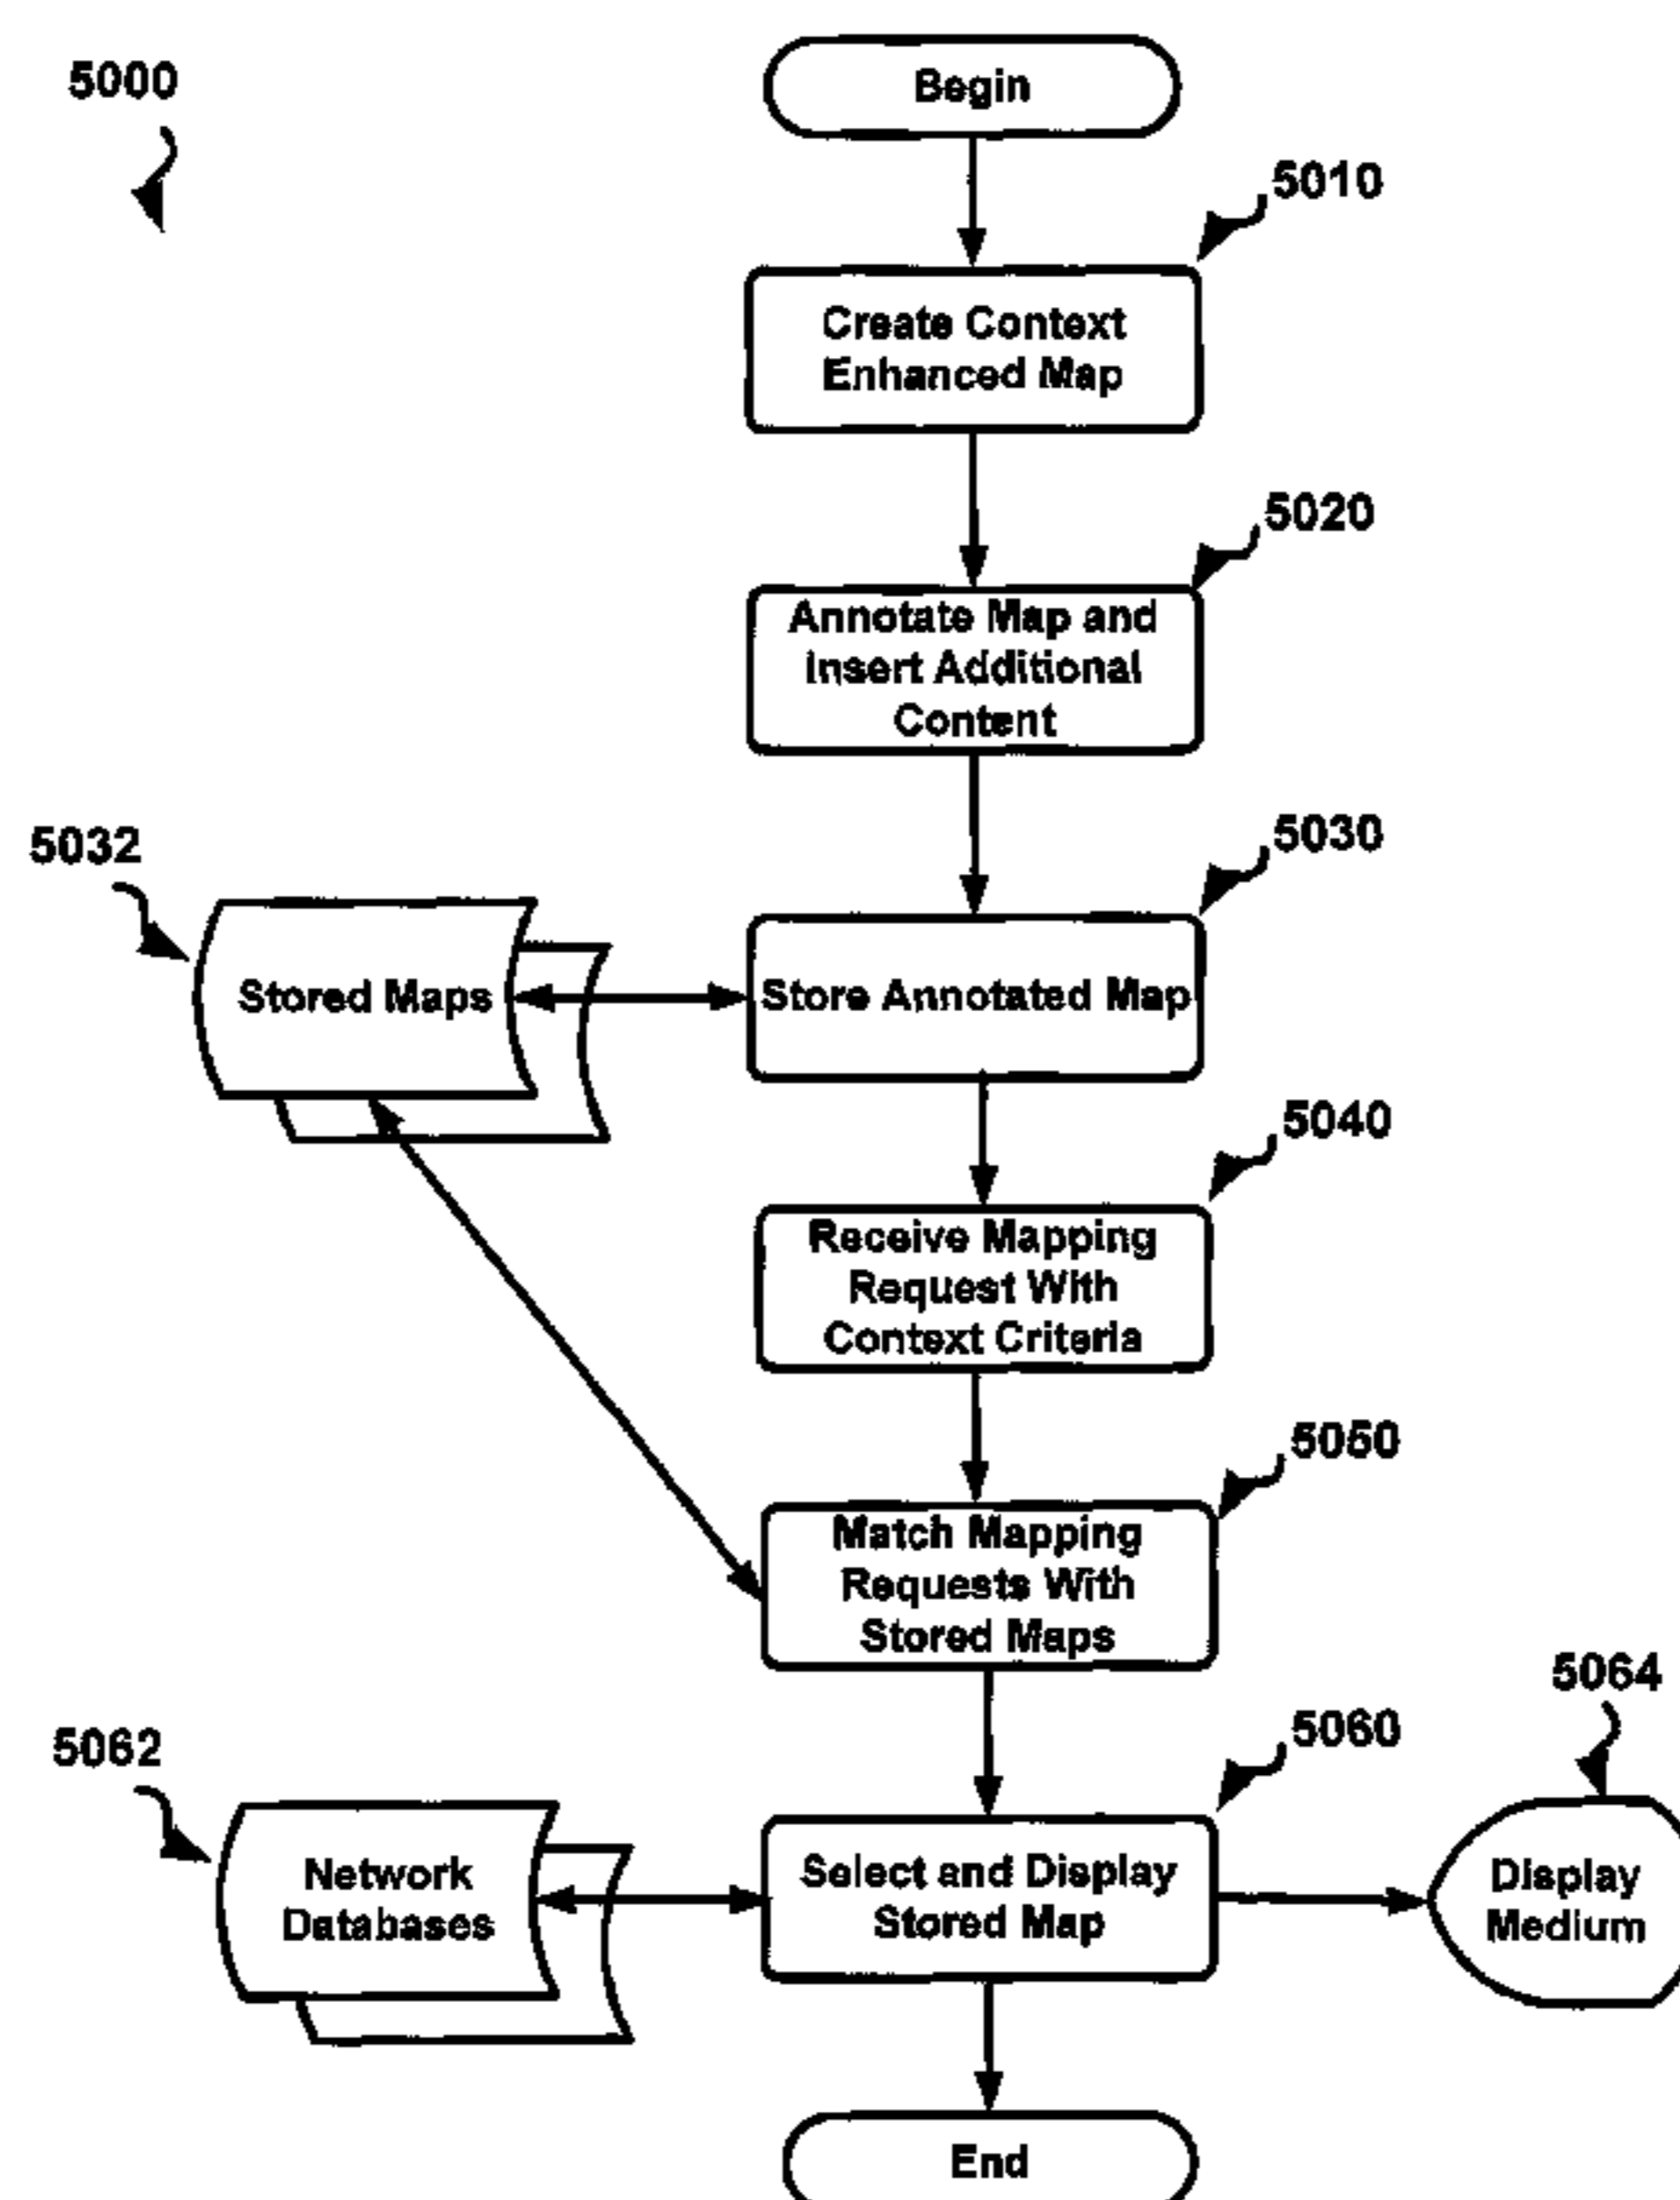 5000
Begin
5010
Create Context
Enhanced Map
5020
Annotate Map and
Insert Additional
Content
5032
5030
Stored Maps
Store Annotated Map
5040
Receive Mapping
Request With
Context Criteria
5050
Match Mapping
Requests With
Stored Maps
5064
5062
5060
Network
Databases
Select and Display
Stored Map
Display
Medium
End